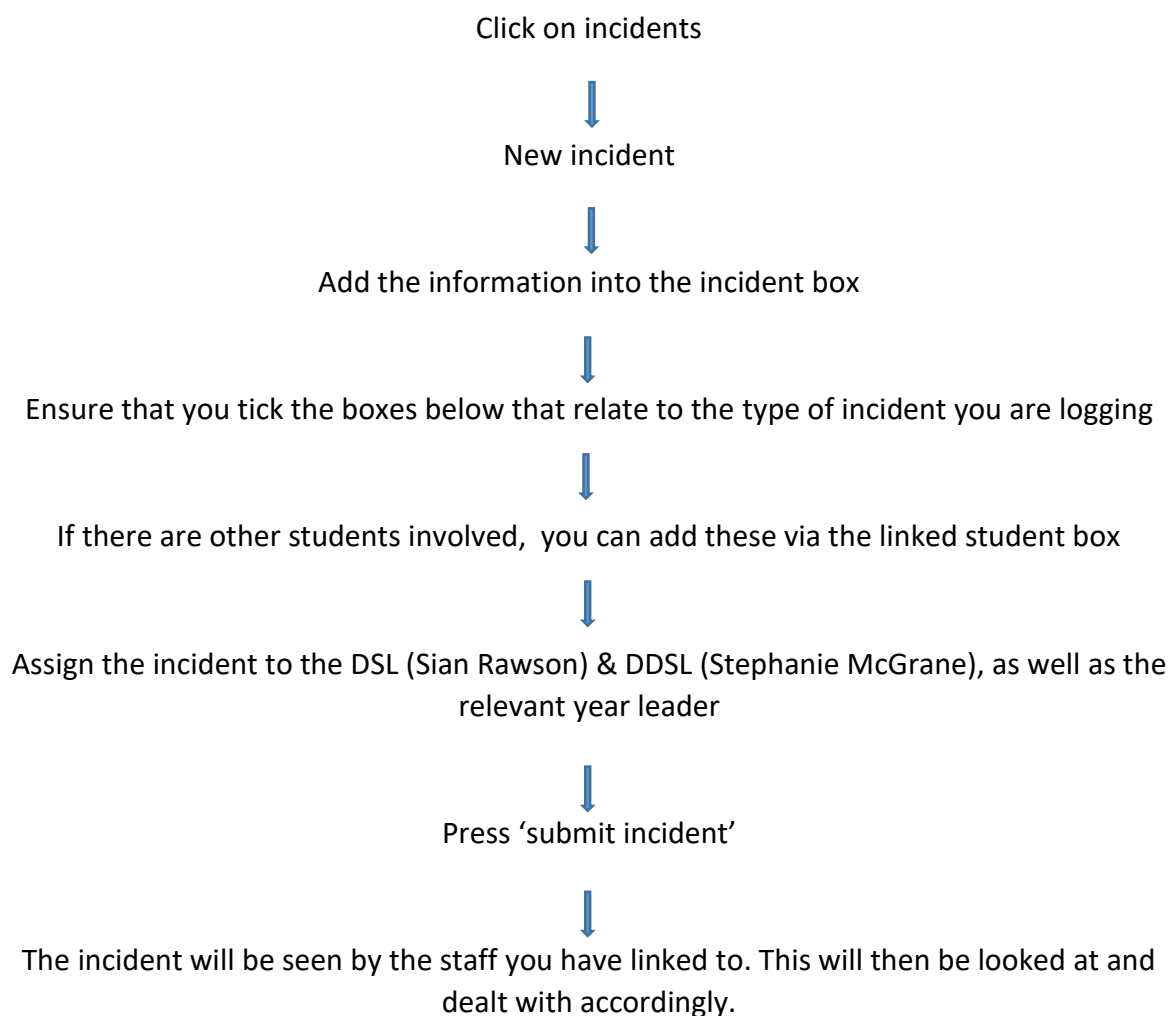 Click on incidents
New incident
Add the information into the incident box
Ensure that you tick the boxes below that relate to the type of incident you are logging
If there are other students involved,  you can add these via the linked student box
Assign the incident to the DSL (Sian Rawson) & DDSL (Stephanie McGrane), as well as the
relevant year leader
Press ‘submit incident’
The incident will be seen by the staff you have linked to. This will then be looked at and
dealt with accordingly.